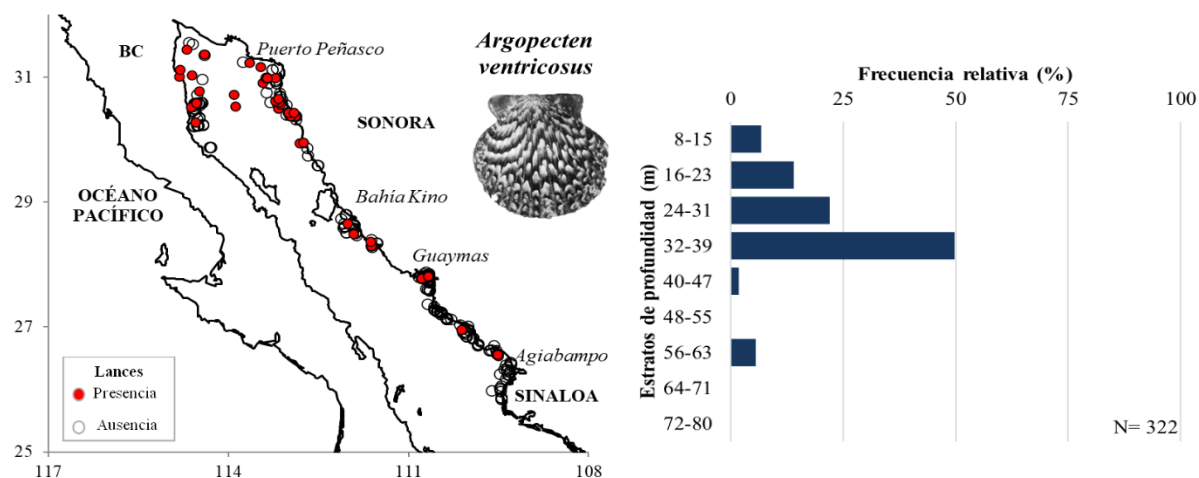 31
29
27
25
117
114
111
108
BC
Puerto Peñasco
SONORA
OCÉANO
PACÍFICO
Bahía Kino
Guaymas
Agiabampo
SINALOA
Lances
Presencia
Ausencia
Argopecten
ventricosus
Frecuencia relativa (%)
0
25
50
75
100
Estratos de profundidad (m)
8-15
16-23
24-31
32-39
40-47
48-55
56-63
64-71
72-80
N= 322